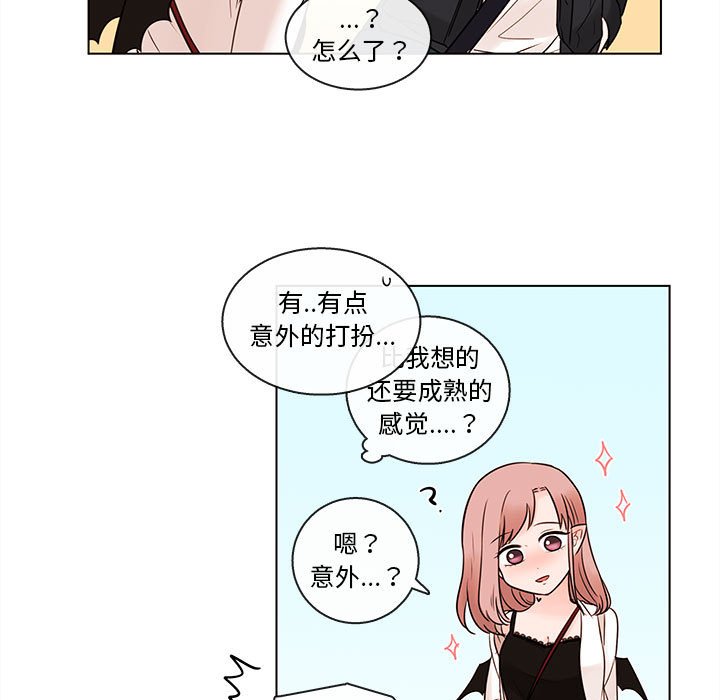 ...？
怎么了？
有..有点
意外的打扮...
比我想的
还要成熟的
感觉....？
？
嗯？
意外...？